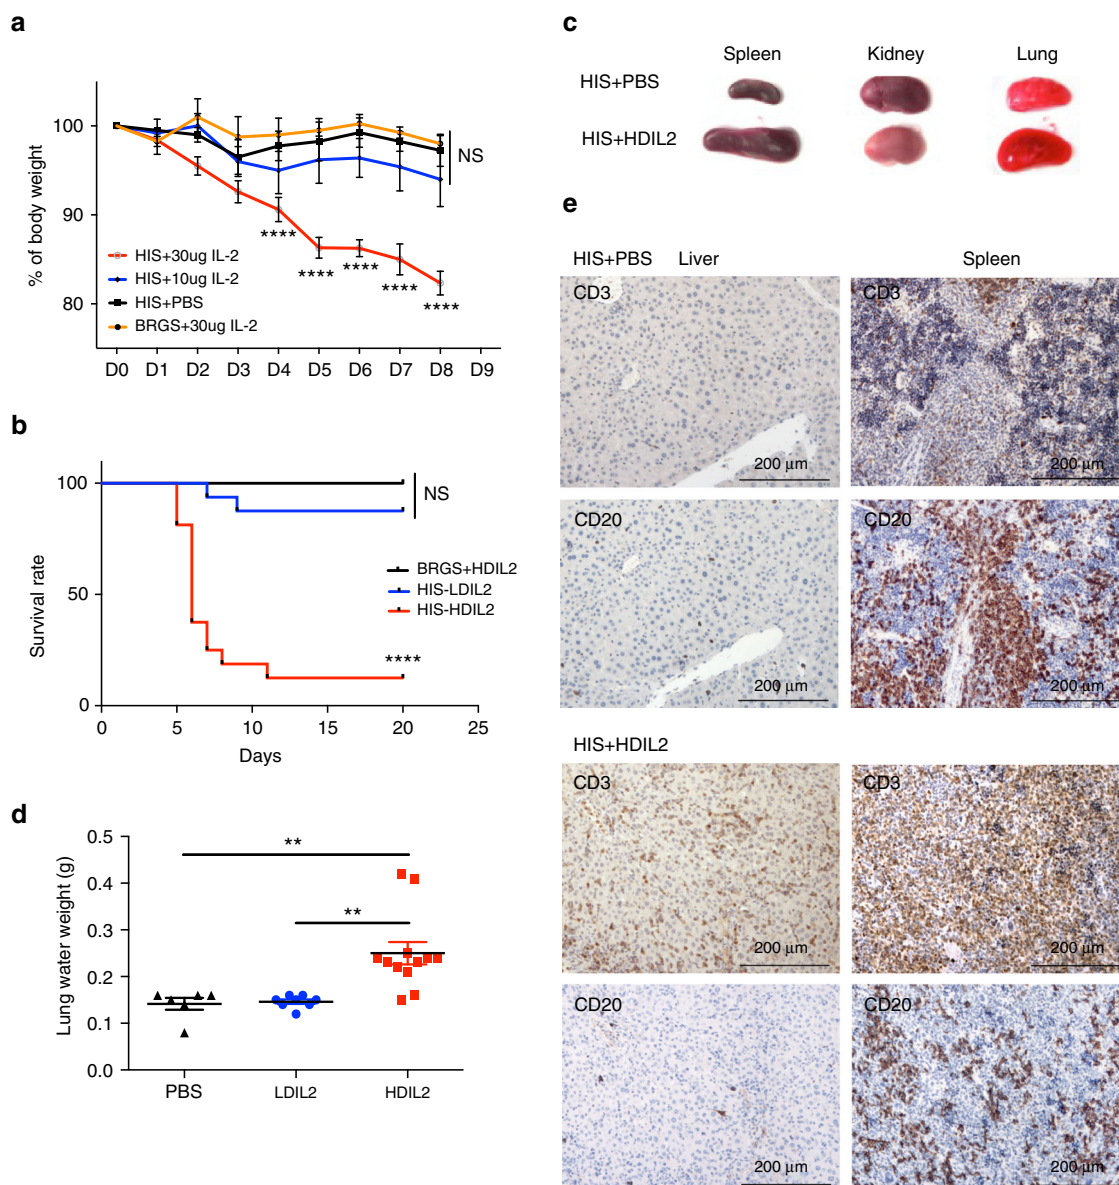 a
100
90
80
% of body weight
NS
****
****
****
****
****
HIS+30ug IL-2
HIS+10ug IL-2
HIS+PBS
BRGS+30ug IL-2
D0 D1 D2 D3 D4 D5 D6 D7 D8 D9
b
100
50
0
Survival rate
NS
BRGS+HDIL2
HIS-LDIL2
HIS-HDIL2
****
0 5 10 15 20 25
Days
d
0.5
0.4
0.3
0.2
0.1
0.0
Lung water weight (g)
**
**
PBS LDIL2 HDIL2
c
Spleen Kidney Lung
HIS+PBS
HIS+HDIL2
e
HIS+PBS Liver Spleen
CD3 CD3
200 µm 200 µm
CD20 CD20
200 µm 200 µm
HIS+HDIL2
CD3 CD3
200 µm 200 µm
CD20 CD20
200 µm 200 µm